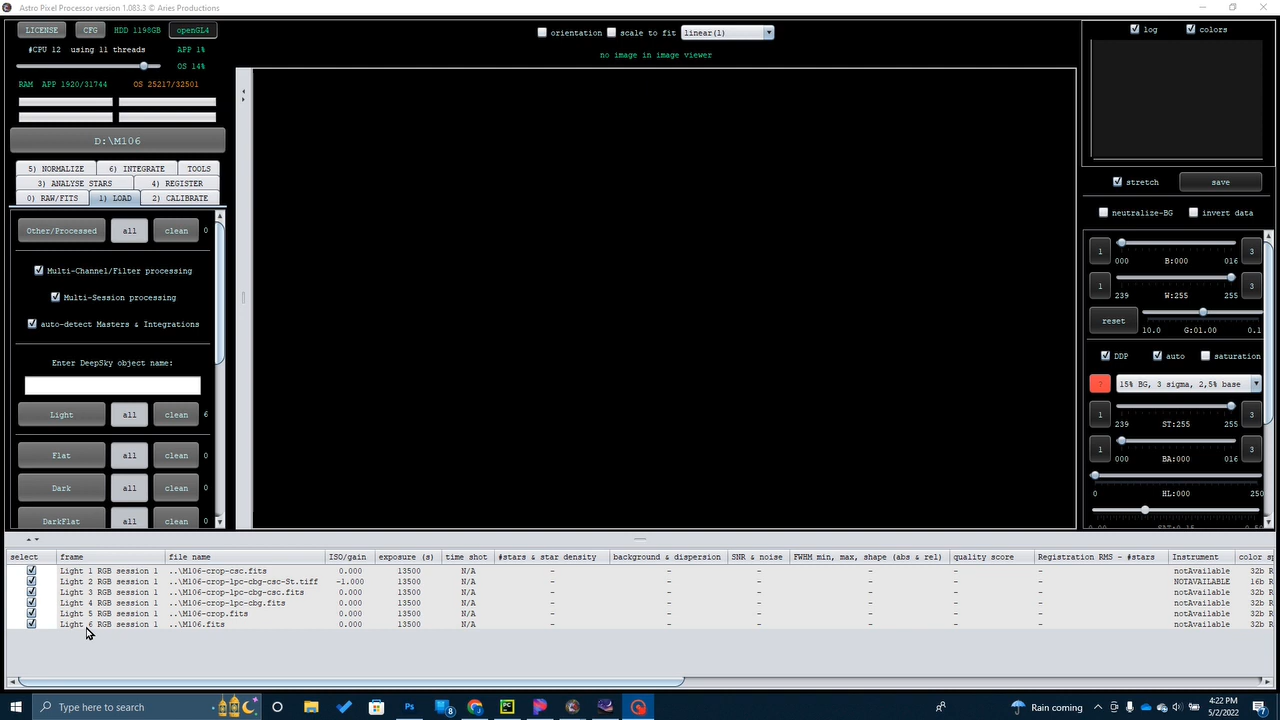 Astro Pixel Processor version 1.083.3 © Aries Productions
LICENSE CFG HDD 1198GB openGL4
#CPU 12 using 11 threads APP 1%
OS 14%
RAM APP 1920/31744 OS 25217/32501
D:\M106
5) NORMALIZE 6) INTEGRATE TOOLS
3) ANALYSE STARS 4) REGISTER
0) RAW/FITS 1) LOAD 2) CALIBRATE
Other/Processed all clean 0
Multi-Channel/Filter processing
Multi-Session processing
auto-detect Masters & Integrations
Enter DeepSky object name:
Light all clean 6
Flat all clean 0
Dark all clean 0
DarkFlat all clean 0
orientation scale to fit linear(1)
no image in image viewer
log colors
stretch save
neutralize-BG invert data
1 3
000 B:000 016
1 3
239 W:255 255
reset
10.0 G:01.00 0.1
DDP auto saturation
? 15% BG, 3 sigma, 2,5% base
1 3
239 ST:255 255
1 3
000 BA:000 016
0 HL:000 250
select frame file name ISO/gain exposure (s) time shot #stars & star density background & dispersion SNR & noise FWHM min, max, shape (abs & rel) quality score Registration RMS - #stars Instrument color sp
Light 1 RGB session 1 ..\M106-crop-csc.fits 0.000 13500 N/A - - - - - - notAvailable 32b R
Light 2 RGB session 1 ..\M106-crop-lpc-cbg-csc-St.tiff -1.000 13500 N/A - - - - - - NOTAVAILABLE 16b R
Light 3 RGB session 1 ..\M106-crop-lpc-cbg-csc.fits 0.000 13500 N/A - - - - - - notAvailable 32b R
Light 4 RGB session 1 ..\M106-crop-lpc-cbg.fits 0.000 13500 N/A - - - - - - notAvailable 32b R
Light 5 RGB session 1 ..\M106-crop.fits 0.000 13500 N/A - - - - - - notAvailable 32b R
Light 6 RGB session 1 ..\M106.fits 0.000 13500 N/A - - - - - - notAvailable 32b R
Type here to search
Ps
8
PC
Rain coming
4:22 PM
5/2/2022
7